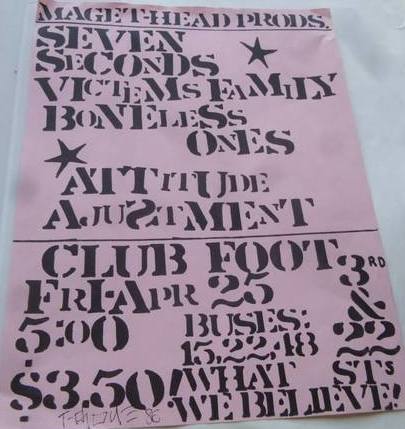 MAGET-HEAD PRODS.
SEVEN
SECONDS
VICTEMS FAMILY
BONELESS
ONES
ATTITUDE
AJUSTMENT
CLUB FOOT 3RD
FRI-APR 25 &
5:00 BUSES: 22
15,22,48 ST'S
$3.50! WHAT
WE BELIEVE!
86